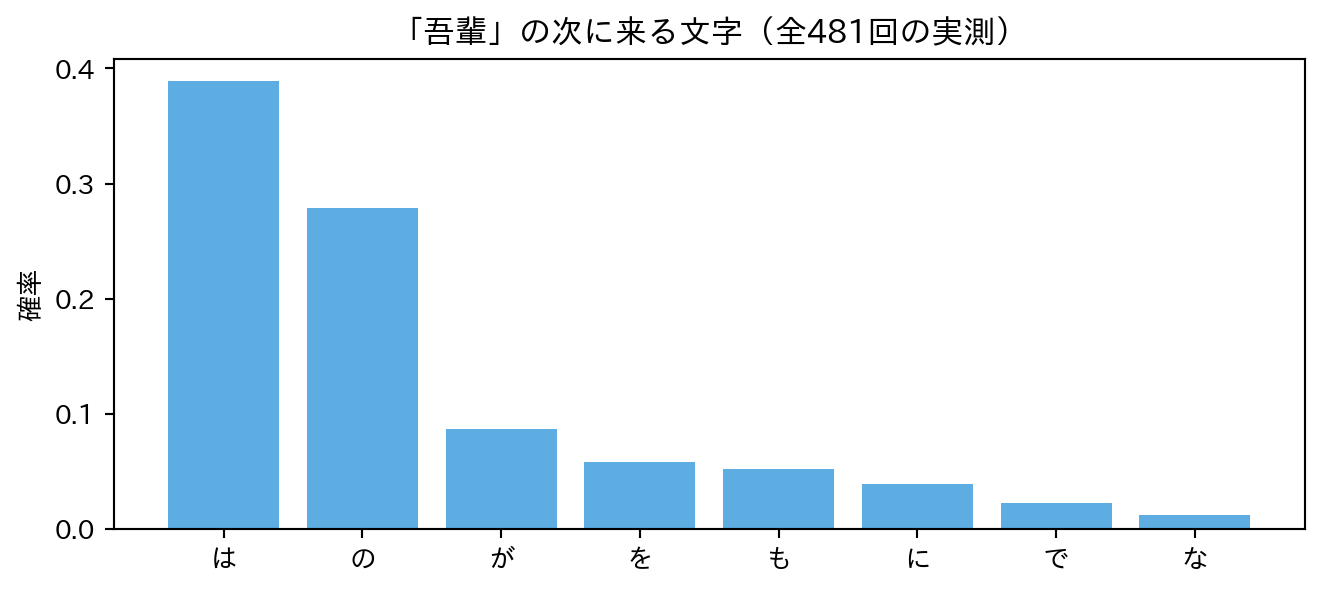 「吾輩」の次に来る文字（全481回の実測）
確率
0.4
0.3
0.2
0.1
0.0
は の が を も に で な